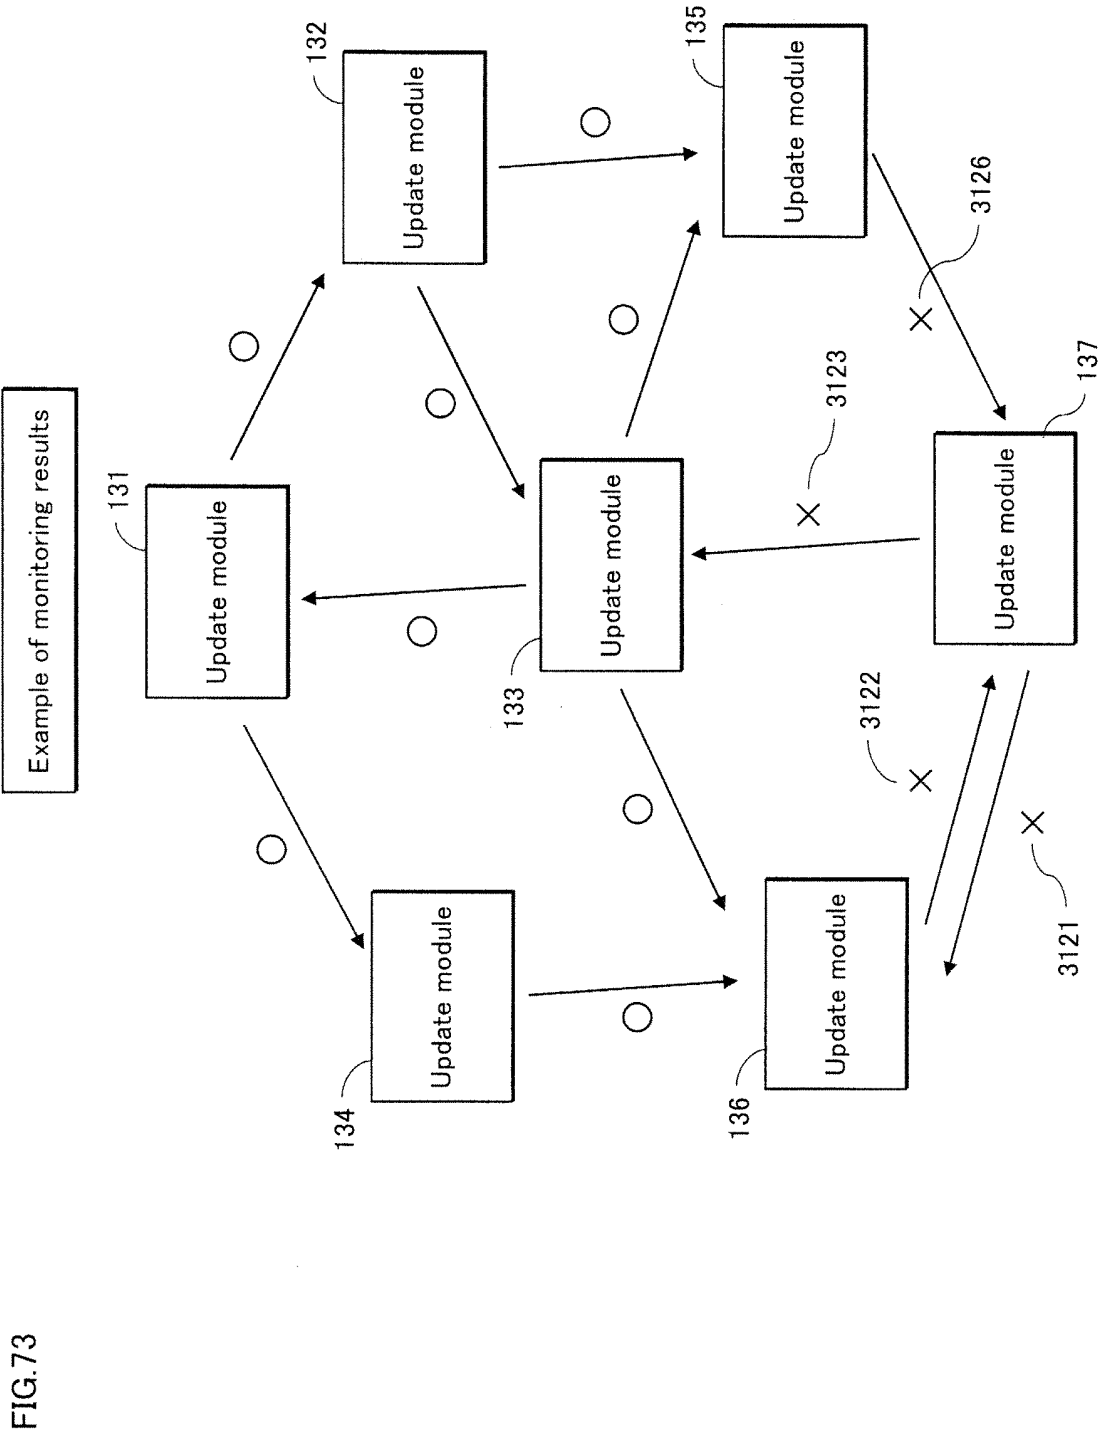 FIG.73
Example of monitoring results
134
Update module
131
Update module
132
Update module
136
Update module
133
Update module
135
Update module
3122
3123
3126
3121
Update module
137